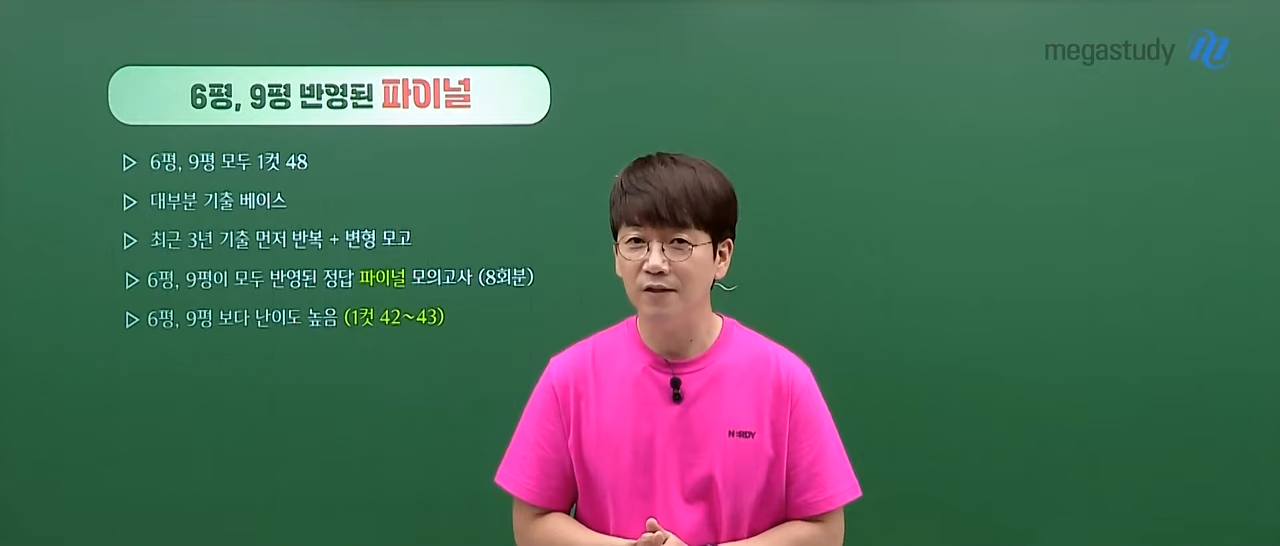 megastudy
6평, 9평 반영된 파이널
▷ 6평, 9평 모두 1컷 48
▷ 대부분 기출 베이스
▷ 최근 3년 기출 먼저 반복 + 변형 모고
▷ 6평, 9평이 모두 반영된 정답 파이널 모의고사 (8회분)
▷ 6평, 9평 보다 난이도 높음 (1컷 42~43)
NERDY